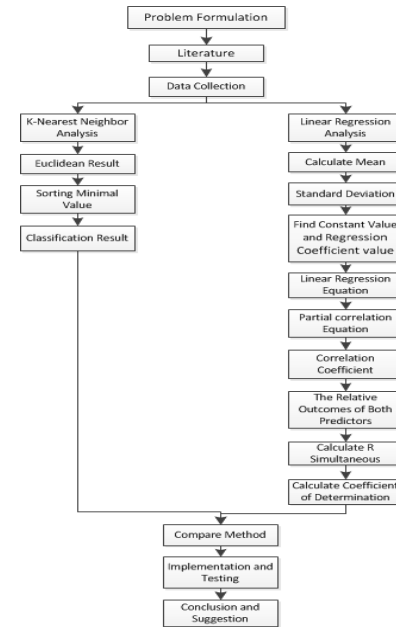 Problem Formulation
Literature
Data Collection
K-Nearest Neighbor
Analysis
Euclidean Result
Sorting Minimal
Value
Classification Result
Linear Regression
Analysis
Calculate Mean
Standard Deviation
Find Constant Value
and Regression
Coefficient value
Linear Regression
Equation
Partial correlation
Equation
Correlation
Coefficient
The Relative
Outcomes of Both
Predictors
Calculate R
Simultaneous
Calculate Coefficient
of Determination
Compare Method
Implementation and
Testing
Conclusion and
Suggestion